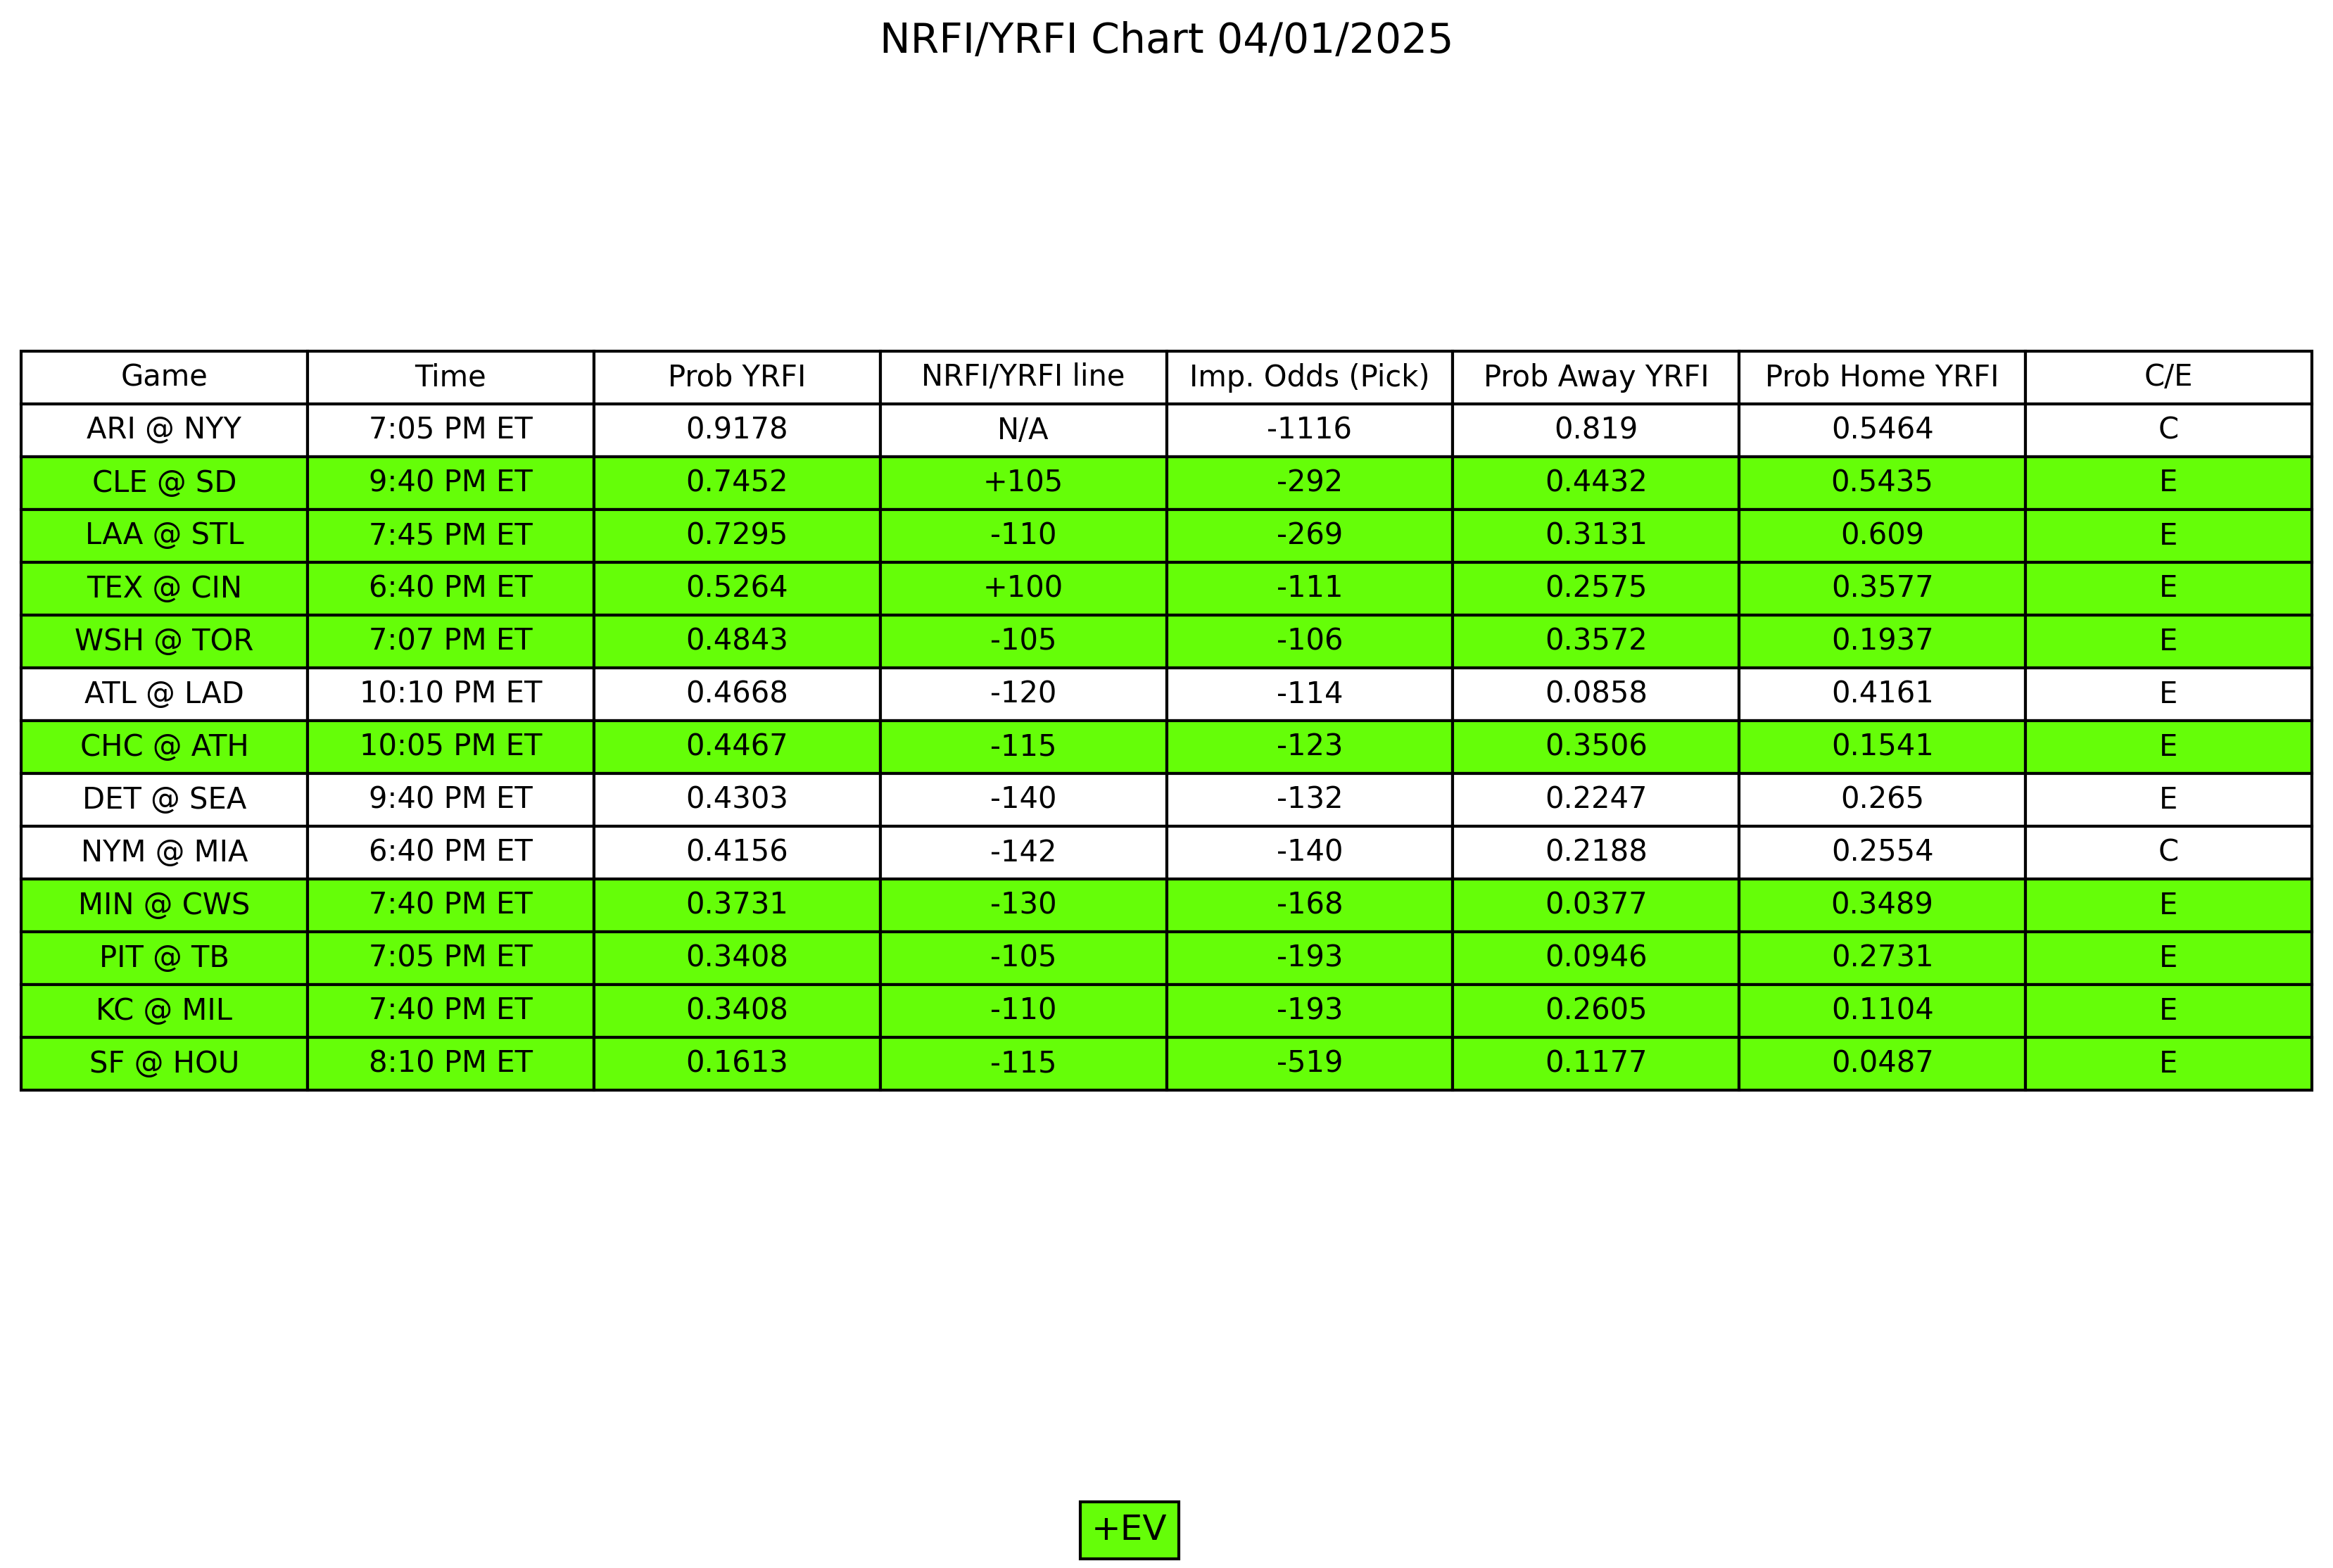 NRFI/YRFI Chart 04/01/2025
Game Time Prob YRFI NRFI/YRFI line Imp. Odds (Pick) Prob Away YRFI Prob Home YRFI C/E
ARI @ NYY 7:05 PM ET 0.9178 N/A -1116 0.819 0.5464 C
CLE @ SD 9:40 PM ET 0.7452 +105 -292 0.4432 0.5435 E
LAA @ STL 7:45 PM ET 0.7295 -110 -269 0.3131 0.609 E
TEX @ CIN 6:40 PM ET 0.5264 +100 -111 0.2575 0.3577 E
WSH @ TOR 7:07 PM ET 0.4843 -105 -106 0.3572 0.1937 E
ATL @ LAD 10:10 PM ET 0.4668 -120 -114 0.0858 0.4161 E
CHC @ ATH 10:05 PM ET 0.4467 -115 -123 0.3506 0.1541 E
DET @ SEA 9:40 PM ET 0.4303 -140 -132 0.2247 0.265 E
NYM @ MIA 6:40 PM ET 0.4156 -142 -140 0.2188 0.2554 C
MIN @ CWS 7:40 PM ET 0.3731 -130 -168 0.0377 0.3489 E
PIT @ TB 7:05 PM ET 0.3408 -105 -193 0.0946 0.2731 E
KC @ MIL 7:40 PM ET 0.3408 -110 -193 0.2605 0.1104 E
SF @ HOU 8:10 PM ET 0.1613 -115 -519 0.1177 0.0487 E
+EV